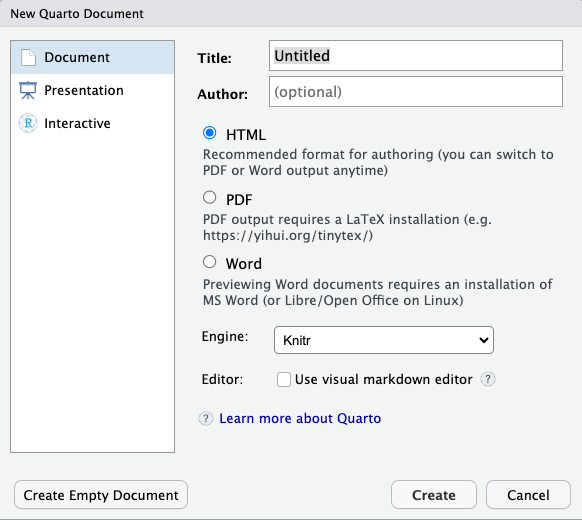 New Quarto Document
Document
Presentation
R Interactive
Title: Untitled
Author: (optional)
HTML
Recommended format for authoring (you can switch to
PDF or Word output anytime)
PDF
PDF output requires a LaTeX installation (e.g.
https://yihui.org/tinytex/)
Word
Previewing Word documents requires an installation of
MS Word (or Libre/Open Office on Linux)
Engine: Knitr
Editor: Use visual markdown editor ?
? Learn more about Quarto
Create Empty Document Create Cancel